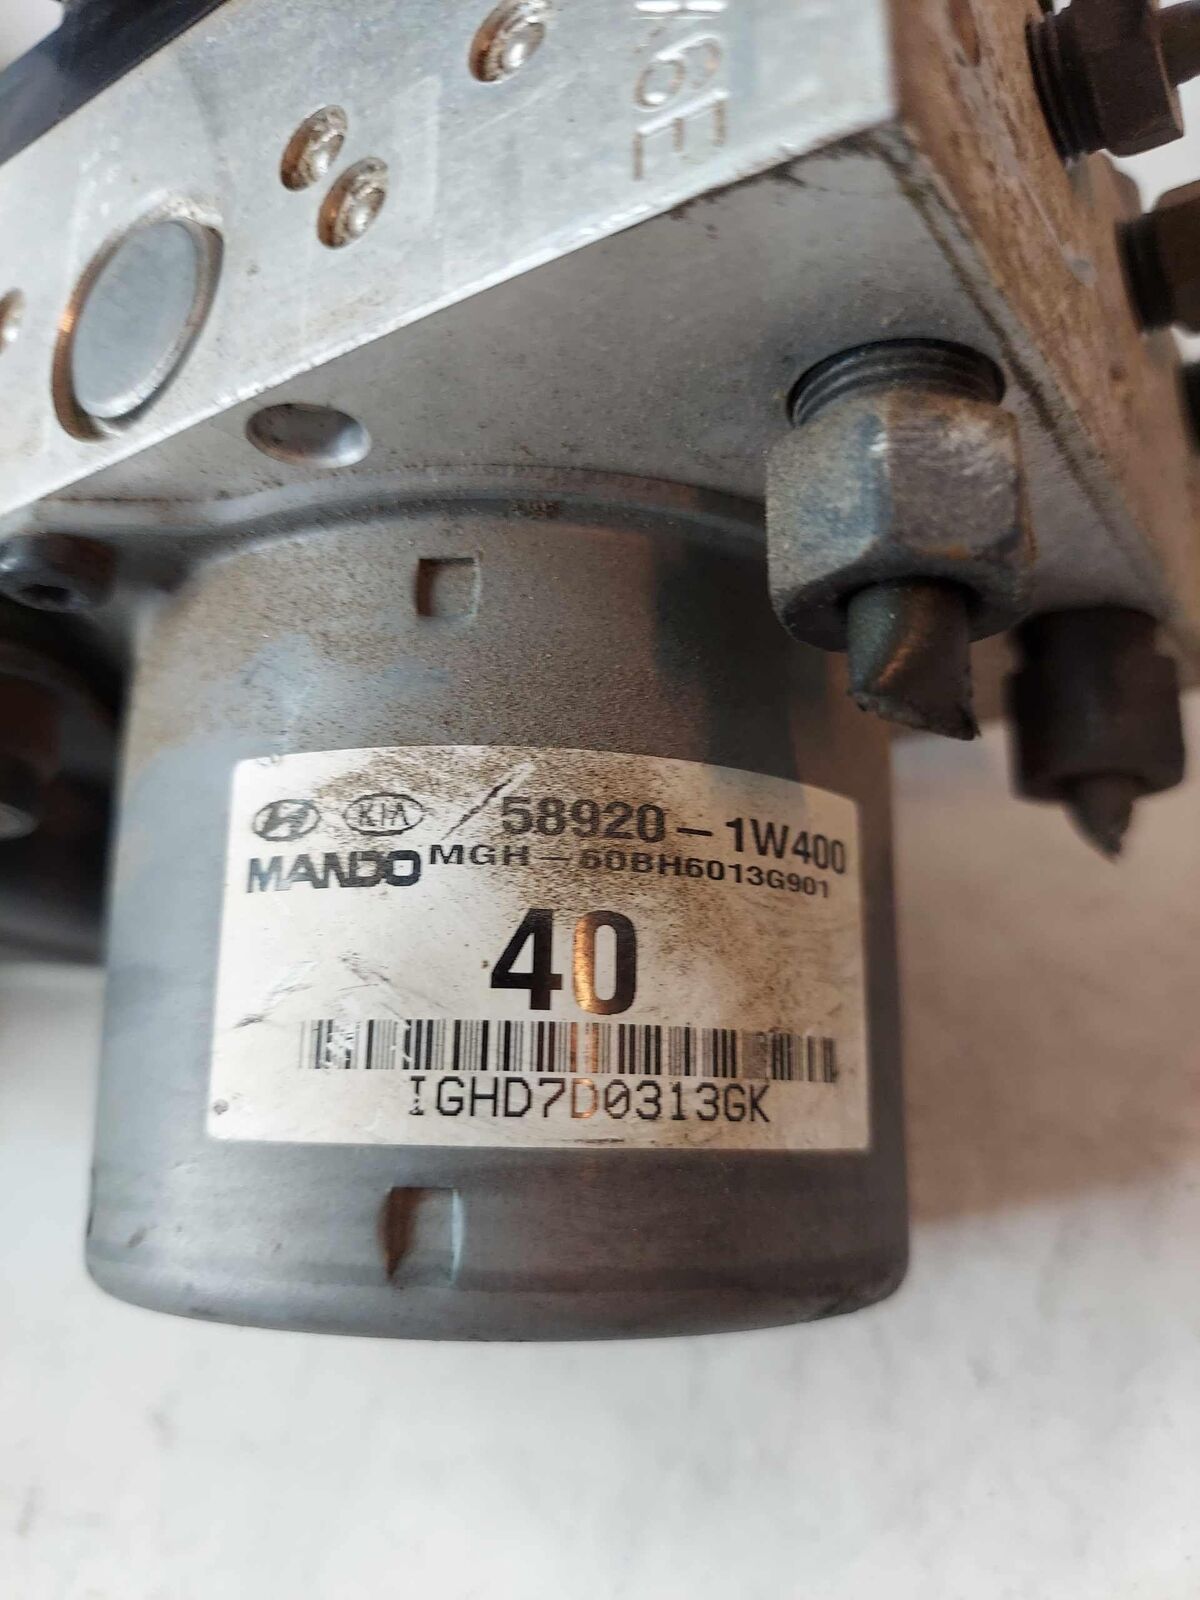 KIA / 58920-1W400
MANDO MGH-60BH6013G901
40
IGHD7D0313GK